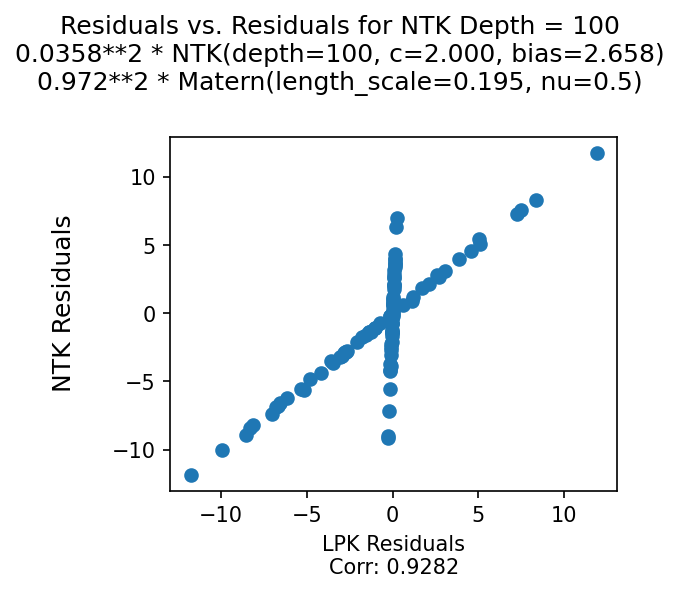 Residuals vs. Residuals for NTK Depth = 100
0.0358**2 * NTK(depth=100, c=2.000, bias=2.658)
0.972**2 * Matern(length_scale=0.195, nu=0.5)
NTK Residuals
10
5
0
−5
−10
−10 −5 0 5 10
LPK Residuals
Corr: 0.9282